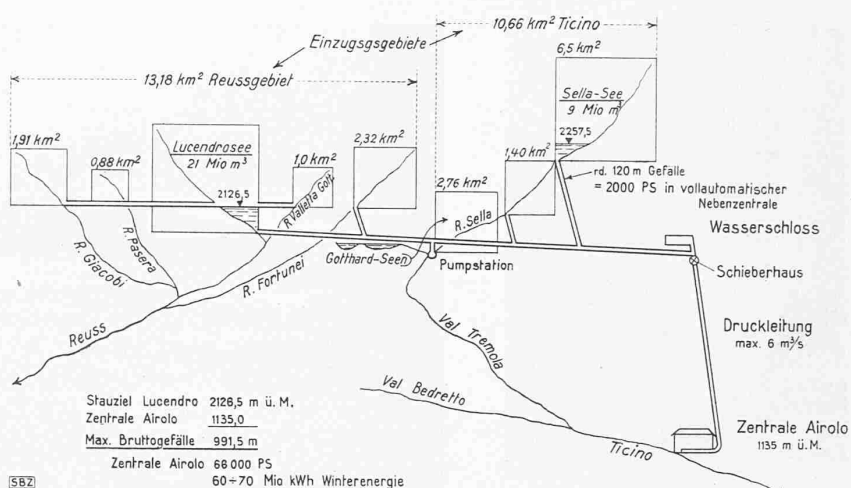 10,66 km² Ticino
Einzugsgsgebiete
6,5 km²
13,18 km² Reussgebiet
Sella-See
9 Mio m³
2257,5
1,91 km²
0,88 km²
Lucendrosee
21 Mio m³
2126,5
1,0 km²
2,32 km²
1,40 km²
2,76 km²
rd. 120 m Gefälle
= 2000 PS in vollautomatischer
Nebenzentrale
R. Valletta Gott.
R. Sella
Wasserschloss
R. Giacobi
R. Pasera
R. Fortunei
Gotthard-Seen
Pumpstation
Schieberhaus
Reuss
Val Tremola
Druckleitung
max. 6 m³/s
Val Bedretto
Stauziel Lucendro 2126,5 m ü. M.
Zentrale Airolo 1135,0
Max. Bruttogefälle 991,5 m
Zentrale Airolo 66 000 PS
60÷70 Mio kWh Winterenergie
Ticino
Zentrale Airolo
1135 m ü. M.
SBZ